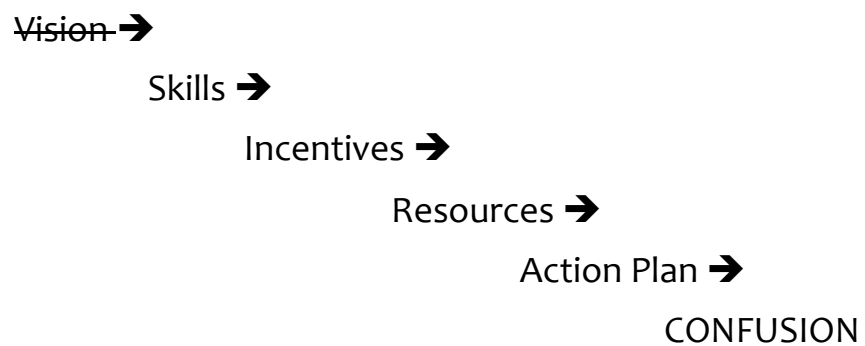 Vision ➔
Skills ➔
Incentives ➔
Resources ➔
Action Plan ➔
CONFUSION